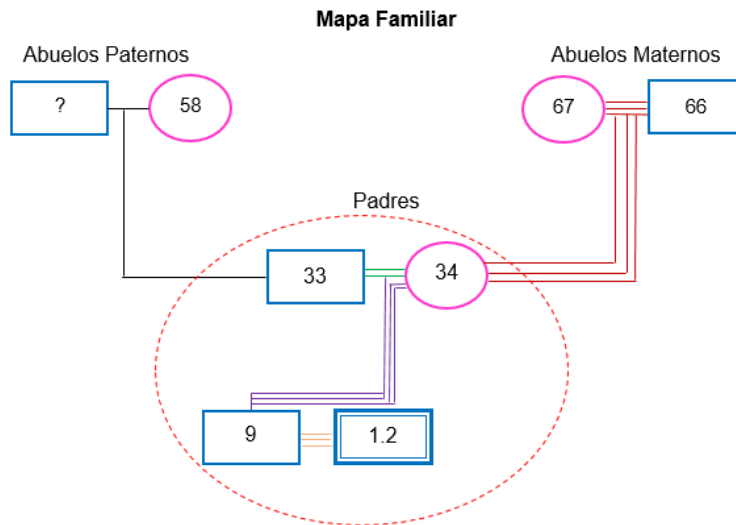 Mapa Familiar
Abuelos Paternos
Abuelos Maternos
?
58
67
66
Padres
33
34
9
1.2